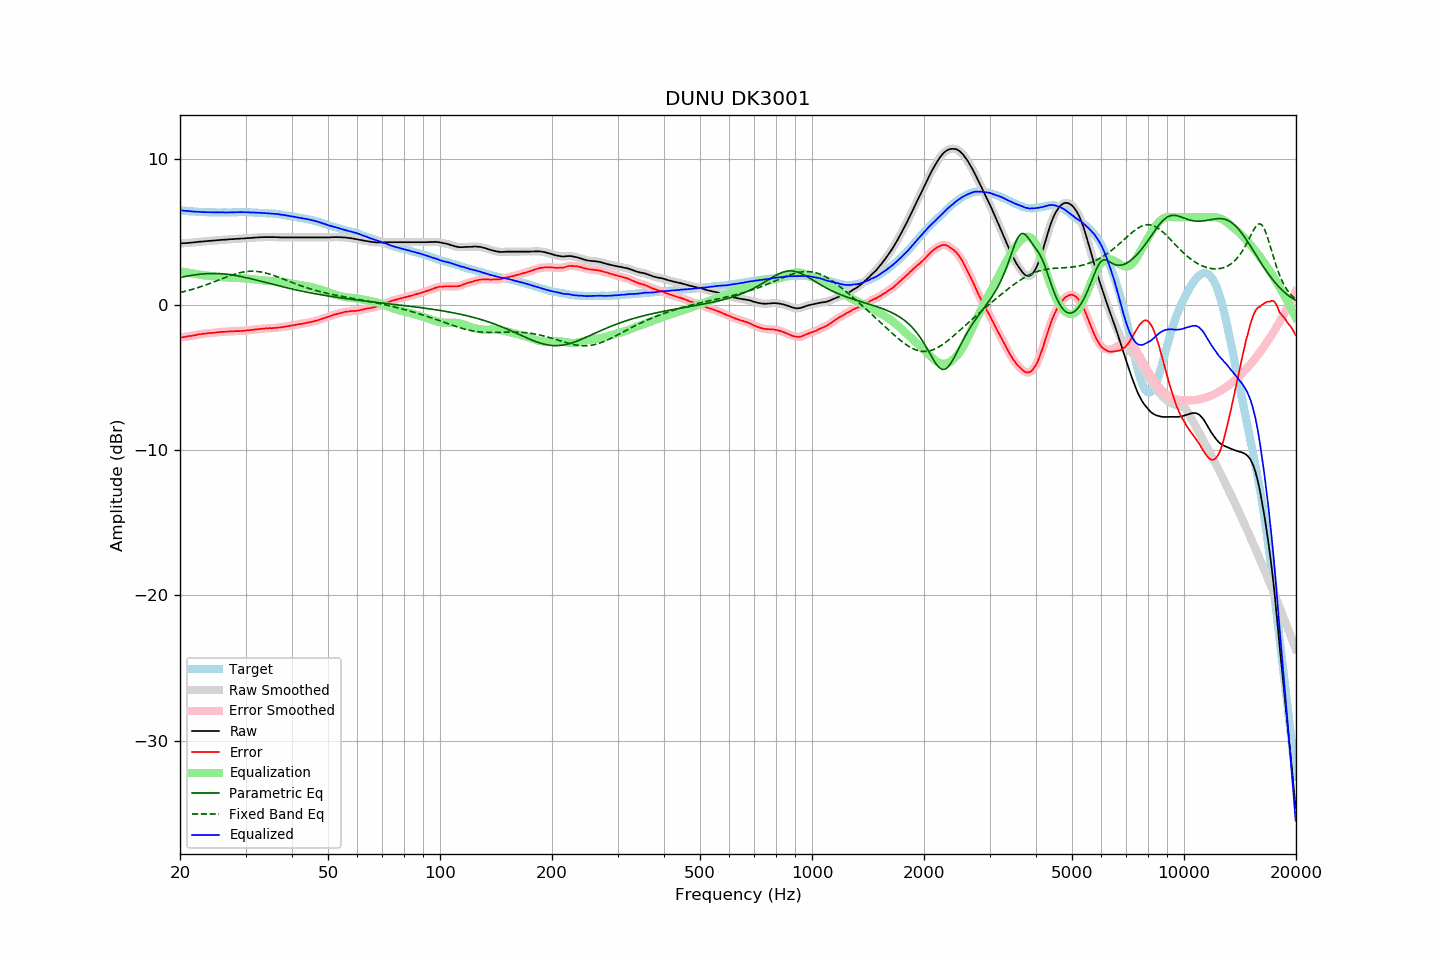 DUNU DK3001
10
0
−10
−20
−30
Amplitude (dBr)
Target
Raw Smoothed
Error Smoothed
Raw
Error
Equalization
Parametric Eq
Fixed Band Eq
Equalized
20 50 100 200 500 1000 2000 5000 10000 20000
Frequency (Hz)